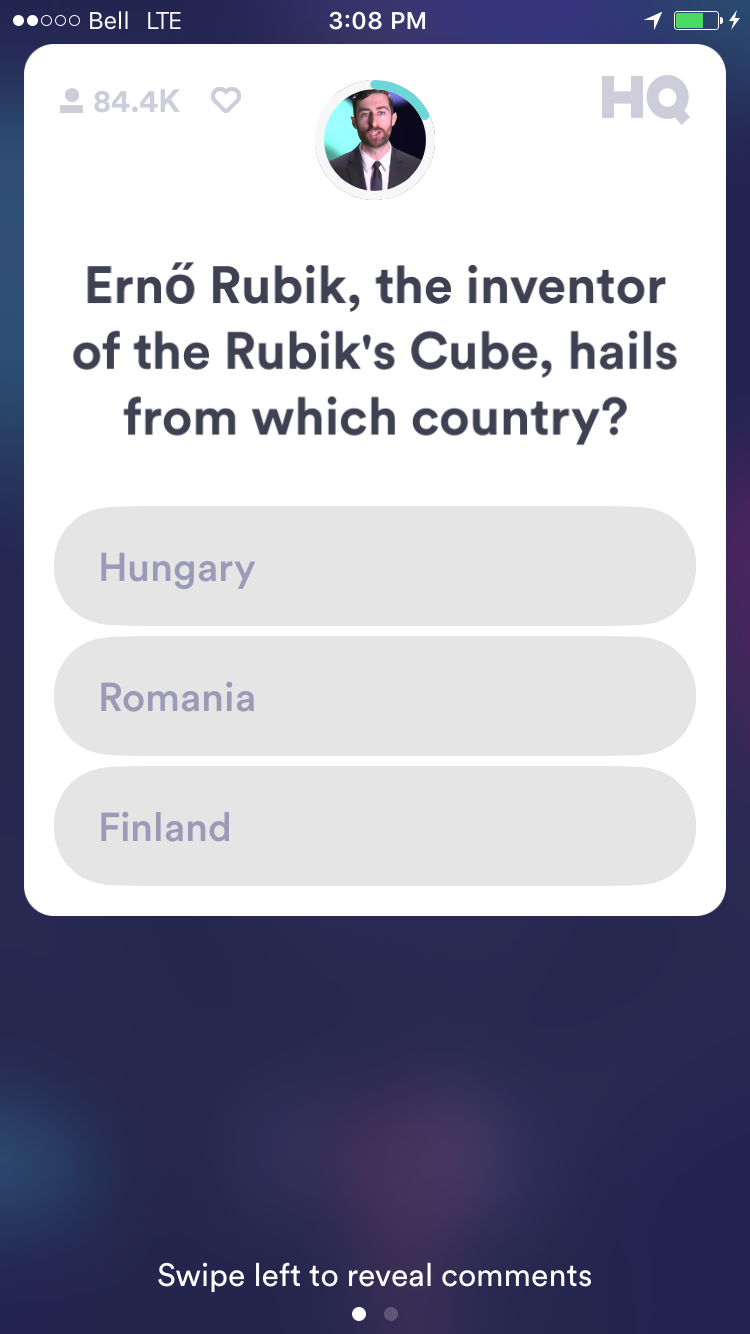 Bell LTE 3:08 PM
84.4K HQ
Ernő Rubik, the inventor
of the Rubik's Cube, hails
from which country?
Hungary
Romania
Finland
Swipe left to reveal comments